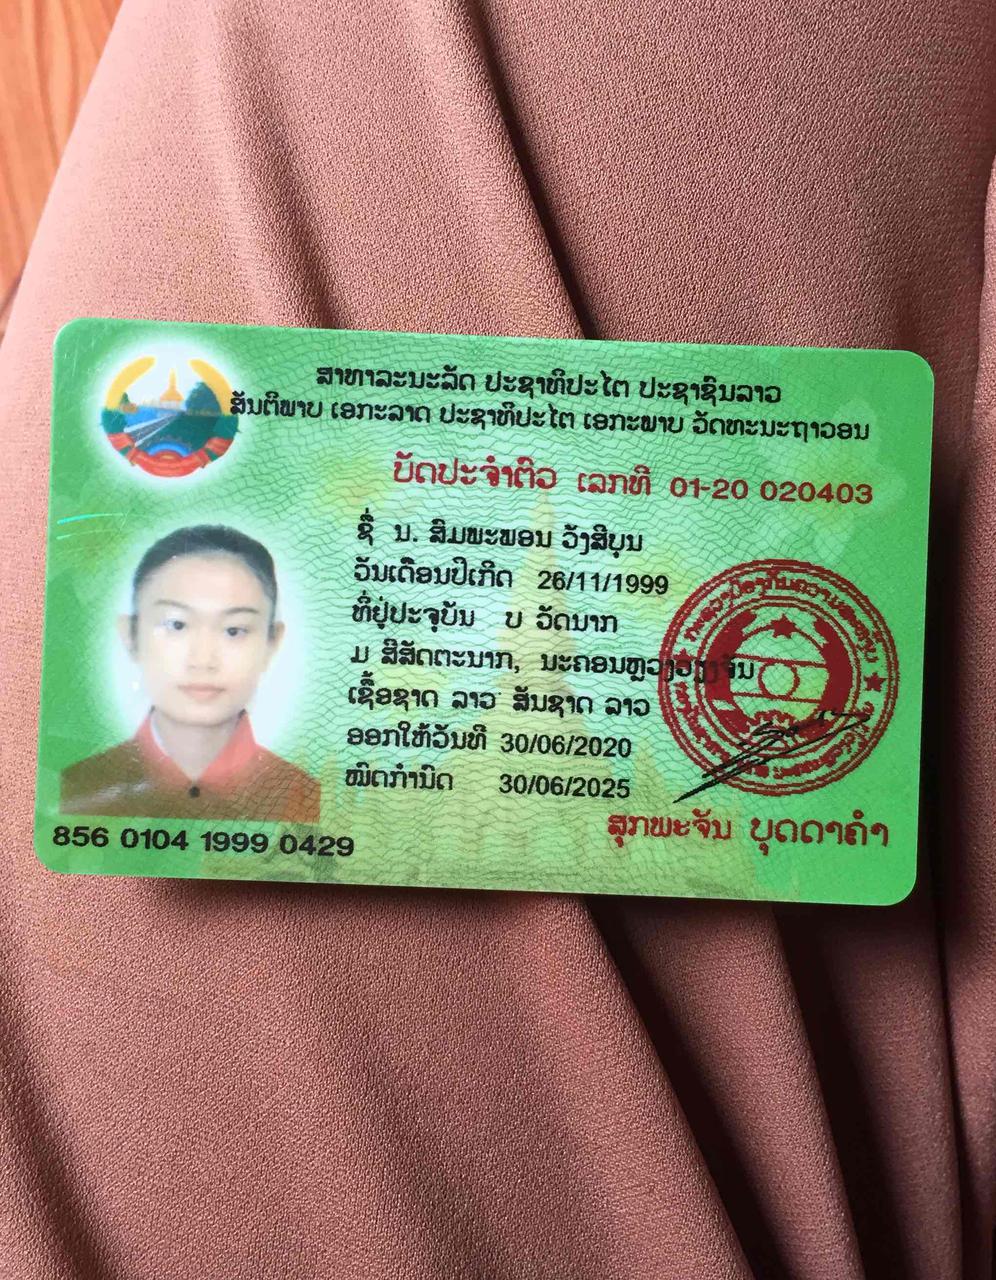 ສາທາລະນະລັດ ປະຊາທິປະໄຕ ປະຊາຊົນລາວ
ສັນຕິພາບ ເອກະລາດ ປະຊາທິປະໄຕ ເອກະພາບ ວັດທະນະຖາວອນ
ບັດປະຈຳຕົວ ເລກທີ 01-20 020403
ຊື່ ນ. ສົມພະພອນ ວັງສີບຸນ
ວັນເດືອນປີເກີດ 26/11/1999
ທີ່ຢູ່ປະຈຸບັນ ບ ວັດນາກ
ມ ສີສັດຕະນາກ, ນະຄອນຫຼວງວຽງຈັນ
ເຊື້ອຊາດ ລາວ ສັນຊາດ ລາວ
ອອກໃຫ້ວັນທີ 30/06/2020
ໝົດກຳນົດ 30/06/2025
ສຸກພະຈັນ ບຸດດາຄຳ
856 0104 1999 0429